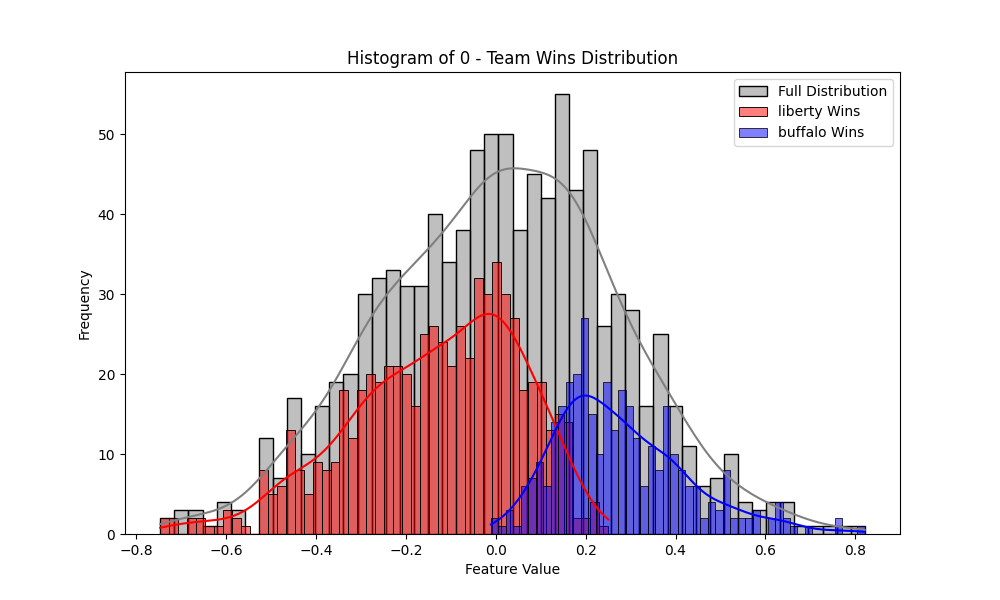 Histogram of 0 - Team Wins Distribution
Full Distribution
liberty Wins
buffalo Wins
Frequency
50
40
30
20
10
0
−0.8 −0.6 −0.4 −0.2 0.0 0.2 0.4 0.6 0.8
Feature Value